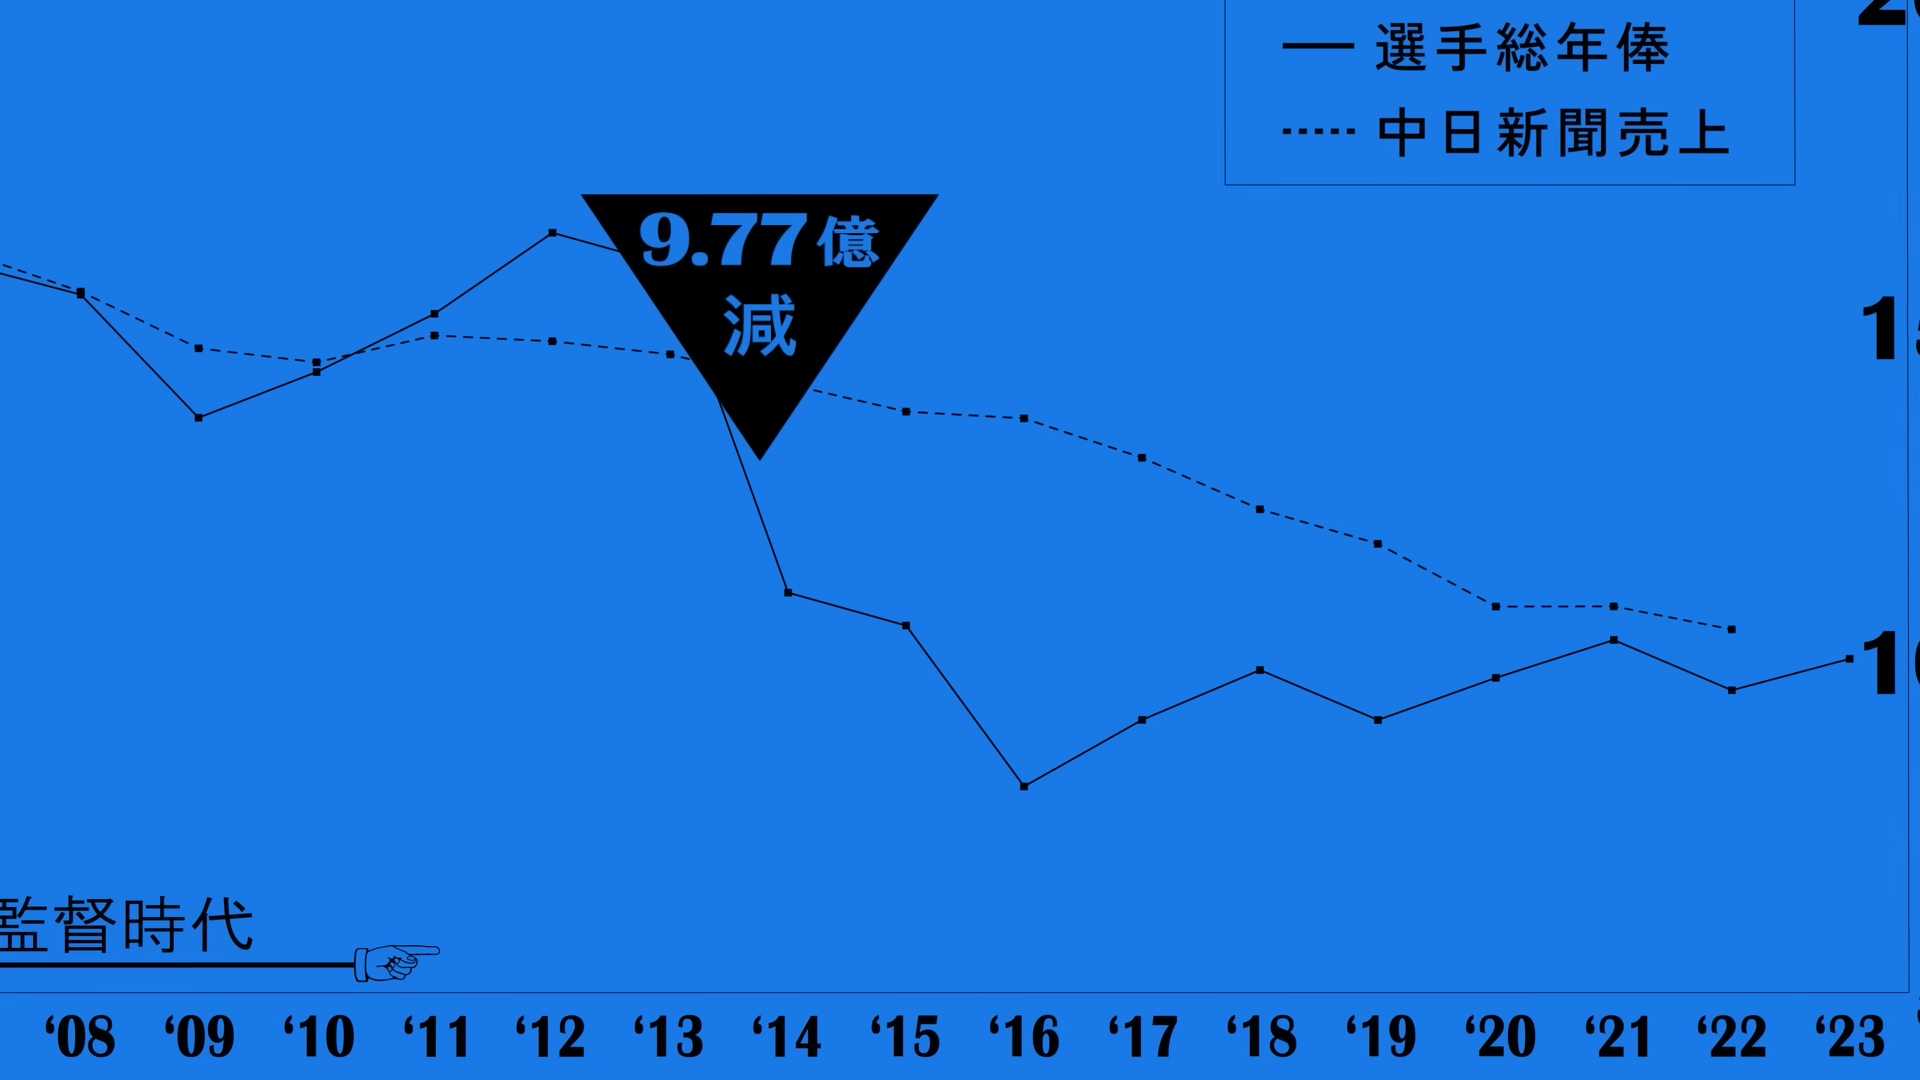 選手総年俸
中日新聞売上
9.77億
減
監督時代
‘08 ‘09 ‘10 ‘11 ‘12 ‘13 ‘14 ‘15 ‘16 ‘17 ‘18 ‘19 ‘20 ‘21 ‘22 ‘23